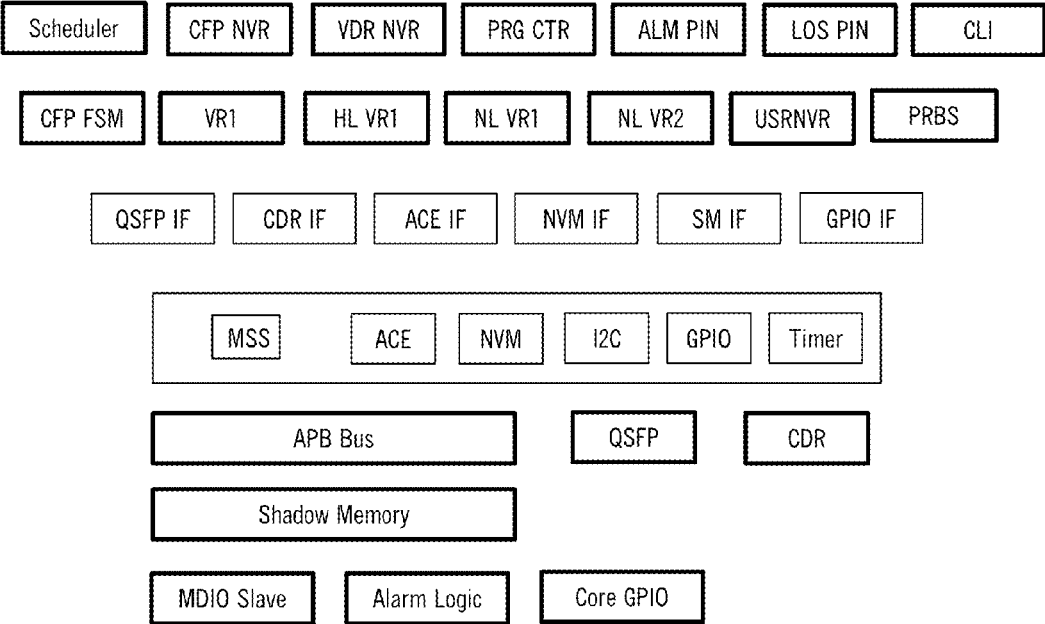 Scheduler CFP NVR VDR NVR PRG CTR ALM PIN LOS PIN CLI
CFP FSM VR1 HL VR1 NL VR1 NL VR2 USRNVR PRBS
QSFP IF CDR IF ACE IF NVM IF SM IF GPIO IF
MSS ACE NVM I2C GPIO Timer
APB Bus QSFP CDR
Shadow Memory
MDIO Slave Alarm Logic Core GPIO